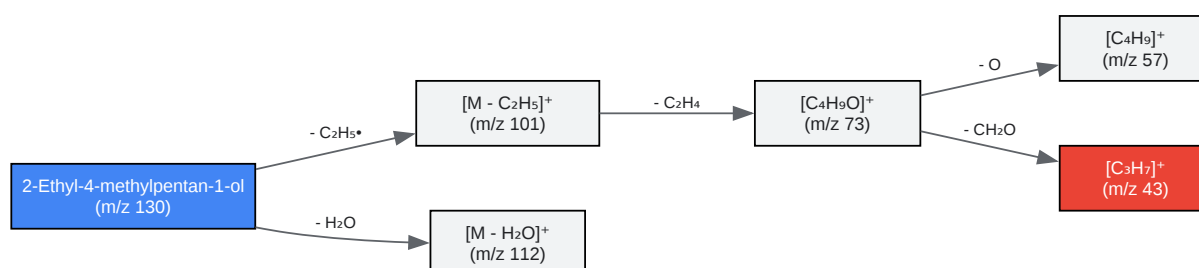 [C₄H₉]⁺
(m/z 57)
- O
[M - C₂H₅]⁺
(m/z 101)
- C₂H₄
[C₄H₉O]⁺
(m/z 73)
- C₂H₅•
- CH₂O
2-Ethyl-4-methylpentan-1-ol
(m/z 130)
[C₃H₇]⁺
(m/z 43)
- H₂O
[M - H₂O]⁺
(m/z 112)